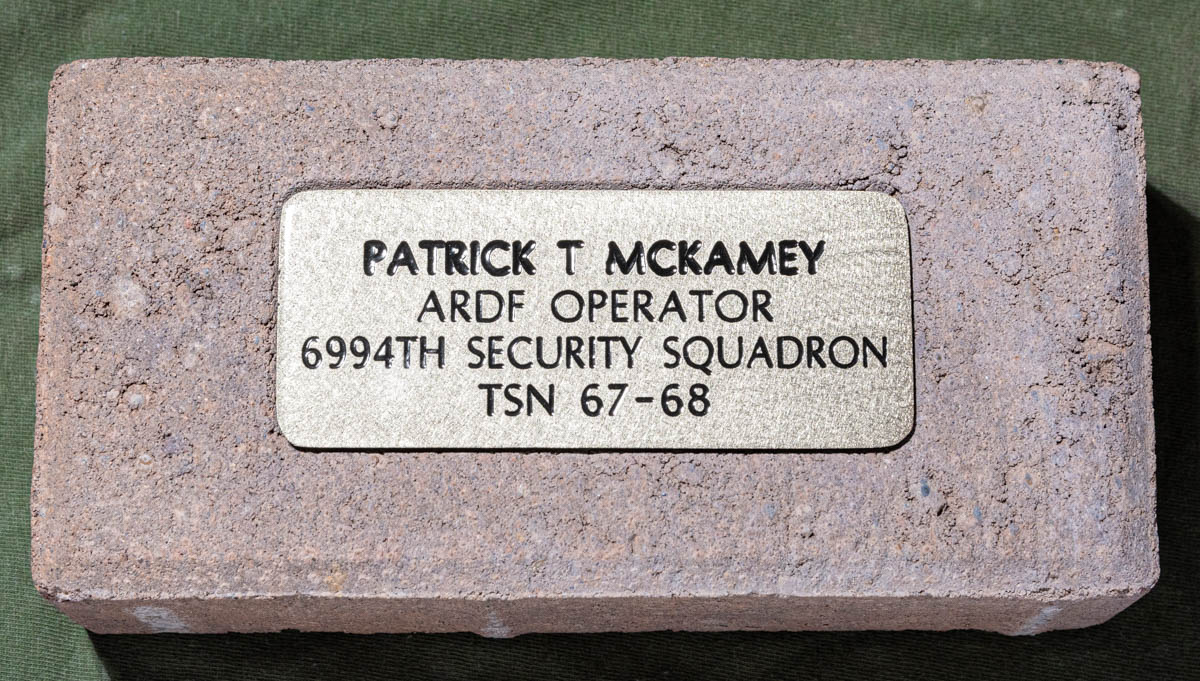 PATRICK T MCKAMEY
ARDF OPERATOR
6994TH SECURITY SQUADRON
TSN 67-68